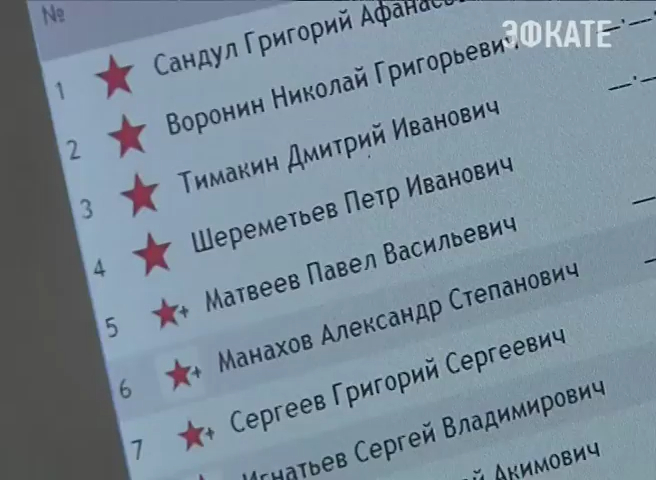 №
ЭФКАТЕ
1 Сандул Григорий
2 Воронин Николай Григорьевич
3 Тимакин Дмитрий Иванович
4 Шереметьев Петр Иванович
5 Матвеев Павел Васильевич
6 Манахов Александр Степанович
7 Сергеев Григорий Сергеевич
Игнатьев Сергей Владимирович
Акимович